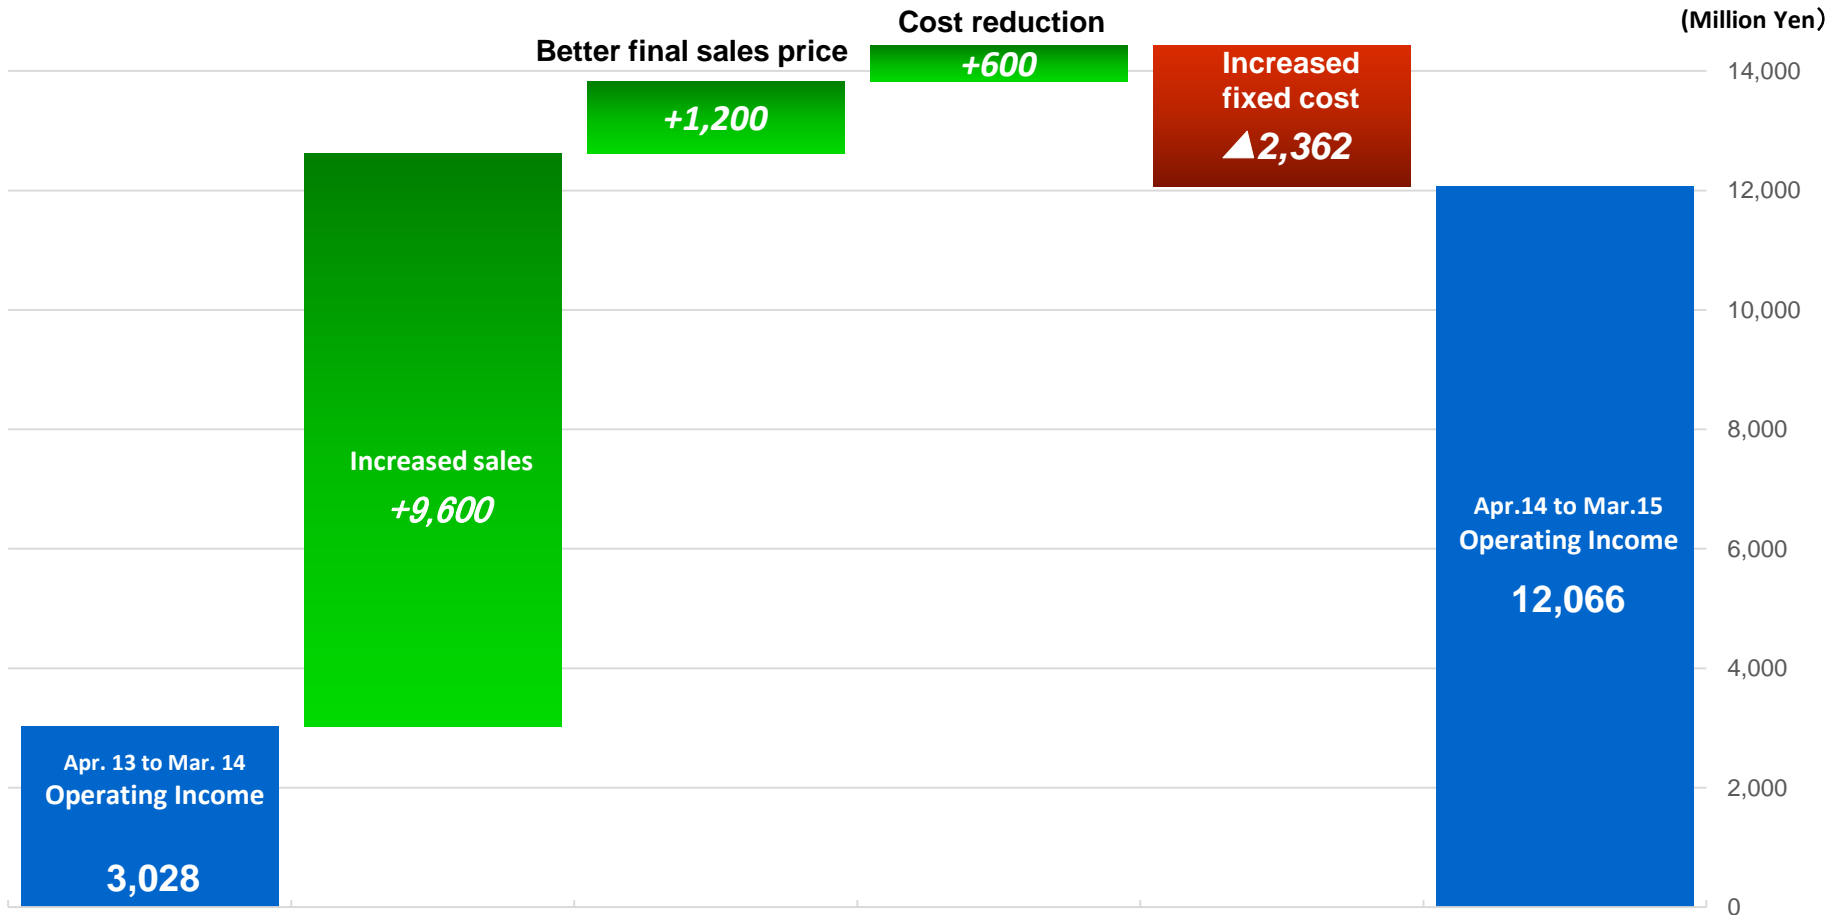 (Million Yen）
Cost reduction
Better final sales price
+600
+1,200
Increased
fixed cost
▲2,362
Increased sales
+9,600
Apr.14 to Mar.15
Operating Income
12,066
Apr. 13 to Mar. 14
Operating Income
3,028
14,000
12,000
10,000
8,000
6,000
4,000
2,000
0